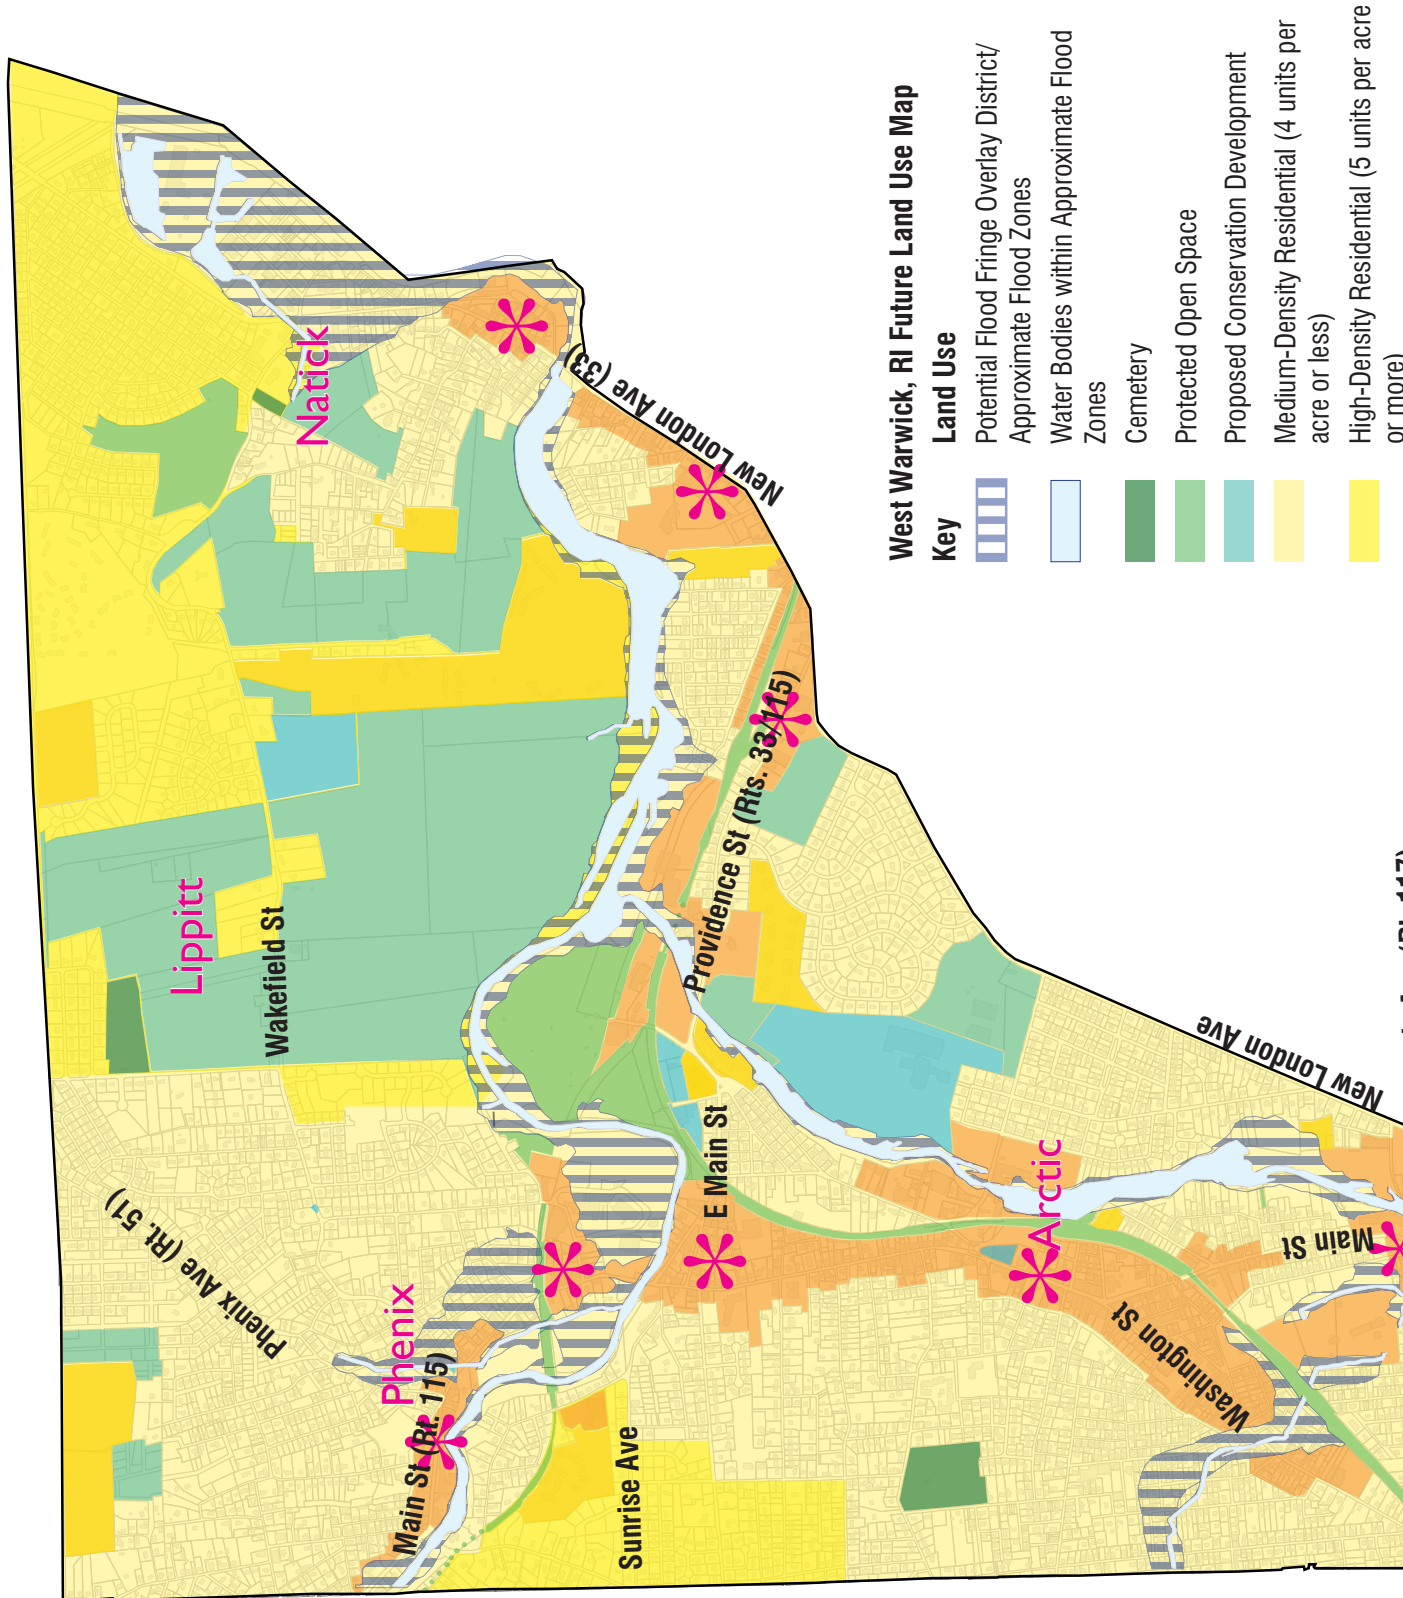 West Warwick, RI Future Land Use Map
Key
Land Use
Potential Flood Fringe Overlay District/
Approximate Flood Zones
Water Bodies within Approximate Flood
Zones
Cemetery
Protected Open Space
Proposed Conservation Development
Medium-Density Residential (4 units per
acre or less)
High-Density Residential (5 units per acre
or more)
Natick
New London Ave (33)
Lippitt
Wakefield St
Providence St (Rts. 33/115)
Phenix Ave (Rt. 51)
Phenix
Main St (Rt. 115)
E Main St
Sunrise Ave
Arctic
New London Ave
Main St
Washington St